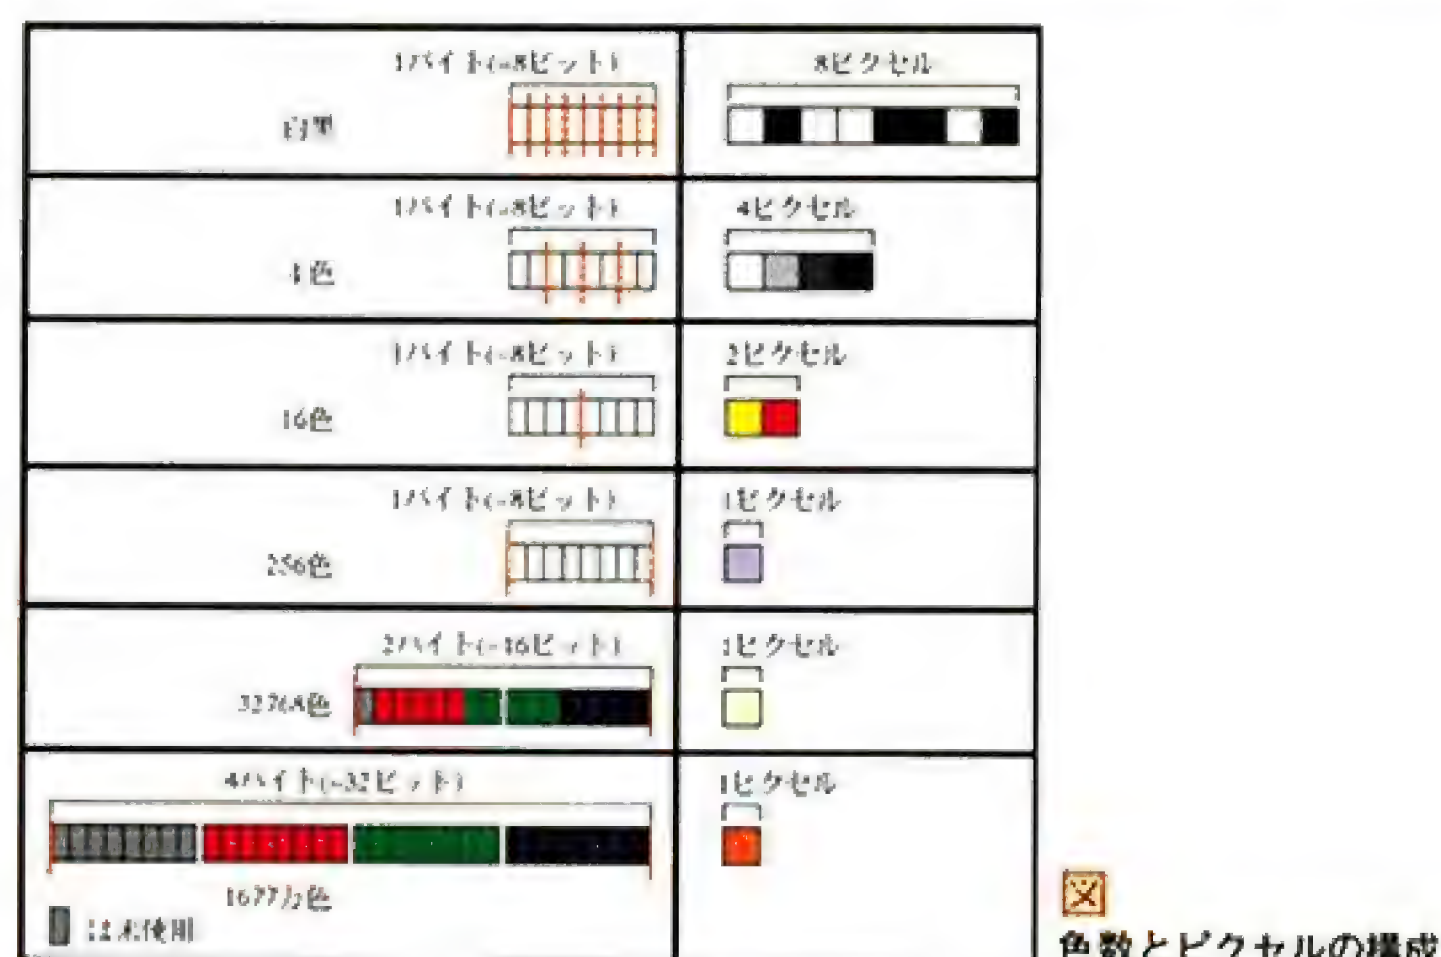 1バイト(=8ビット)
8ピクセル
白黒
1バイト(=8ビット)
4ピクセル
4色
1バイト(=8ビット)
2ピクセル
16色
1バイト(=8ビット)
1ピクセル
256色
2バイト(=16ビット)
1ピクセル
32768色
4バイト(=32ビット)
1ピクセル
1677万色
は未使用
図
色数とピクセルの構成